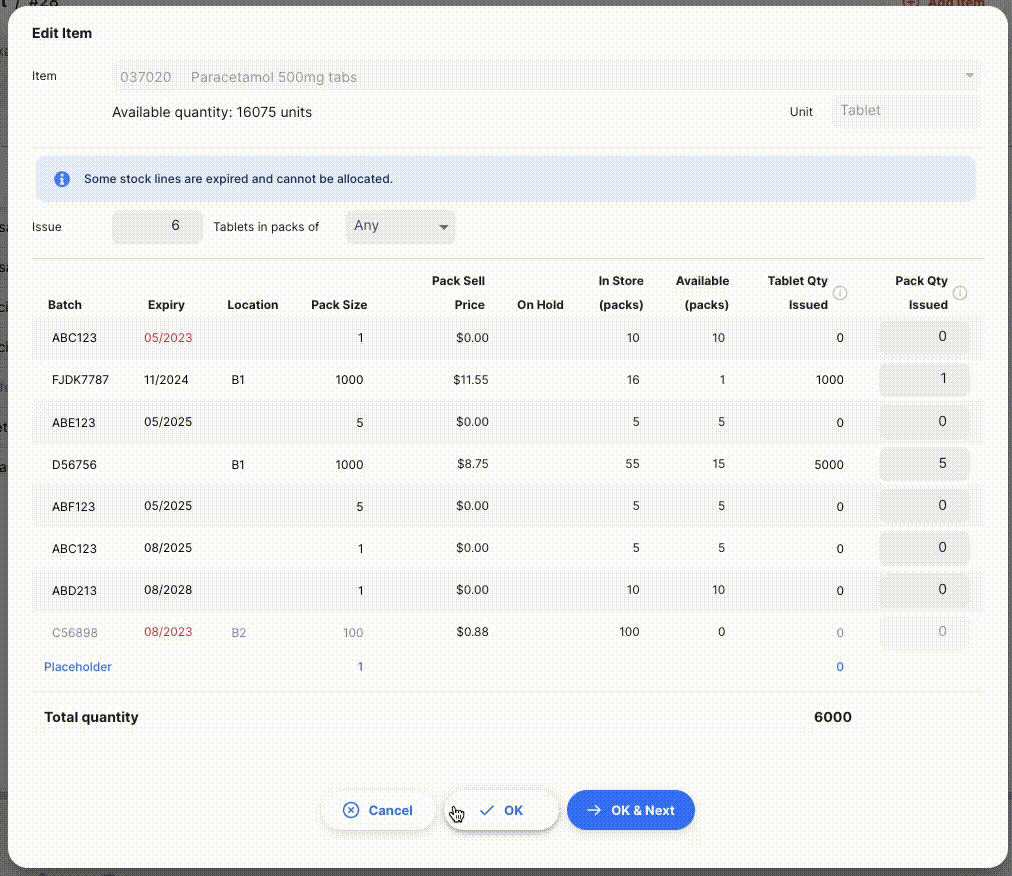 #28
Add item
Edit Item
Item 037020 Paracetamol 500mg tabs
Available quantity: 16075 units Unit Tablet
Some stock lines are expired and cannot be allocated.
Issue 6 Tablets in packs of Any
Batch Expiry Location Pack Size Pack Sell Price On Hold In Store (packs) Available (packs) Tablet Qty Issued Pack Qty Issued
ABC123 05/2023 1 $0.00 10 10 0 0
FJDK7787 11/2024 B1 1000 $11.55 16 1 1000 1
ABE123 05/2025 5 $0.00 5 5 0 0
D56756 B1 1000 $8.75 55 15 5000 5
ABF123 05/2025 5 $0.00 5 5 0 0
ABC123 08/2025 1 $0.00 5 5 0 0
ABD213 08/2028 1 $0.00 10 10 0 0
C56898 08/2023 B2 100 $0.88 100 0 0 0
Placeholder 1 0
Total quantity 6000
Cancel OK OK & Next